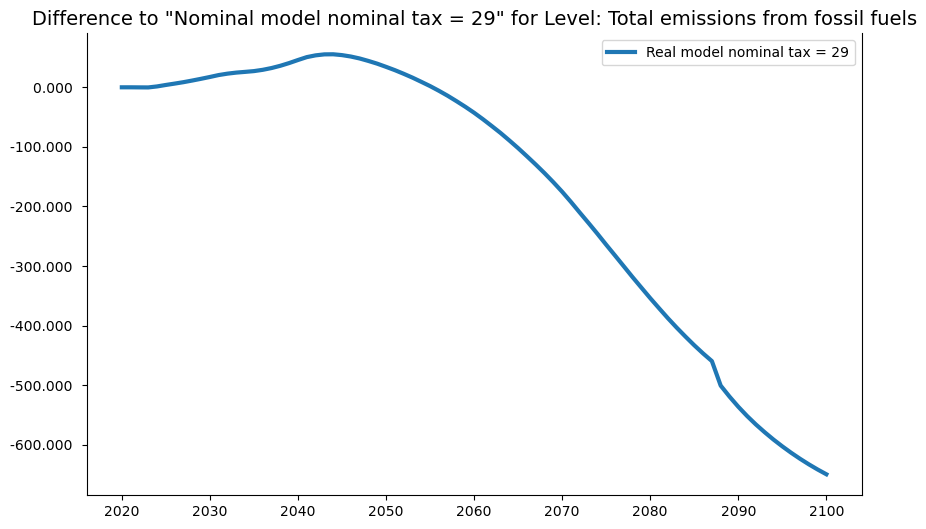 Difference to "Nominal model nominal tax = 29" for Level: Total emissions from fossil fuels
Real model nominal tax = 29
0.000
-100.000
-200.000
-300.000
-400.000
-500.000
-600.000
2020 2030 2040 2050 2060 2070 2080 2090 2100